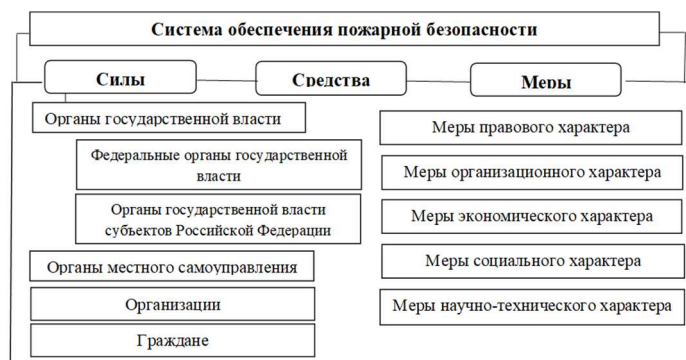 Система обеспечения пожарной безопасности
Силы
Средства
Меры
Органы государственной власти
Федеральные органы государственной
власти
Органы государственной власти
субъектов Российской Федерации
Органы местного самоуправления
Организации
Граждане
Меры правового характера
Меры организационного характера
Меры экономического характера
Меры социального характера
Меры научно-технического характера